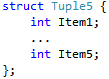 struct Tuple5 {
    int Item1;
    ...
    int Item5;
};